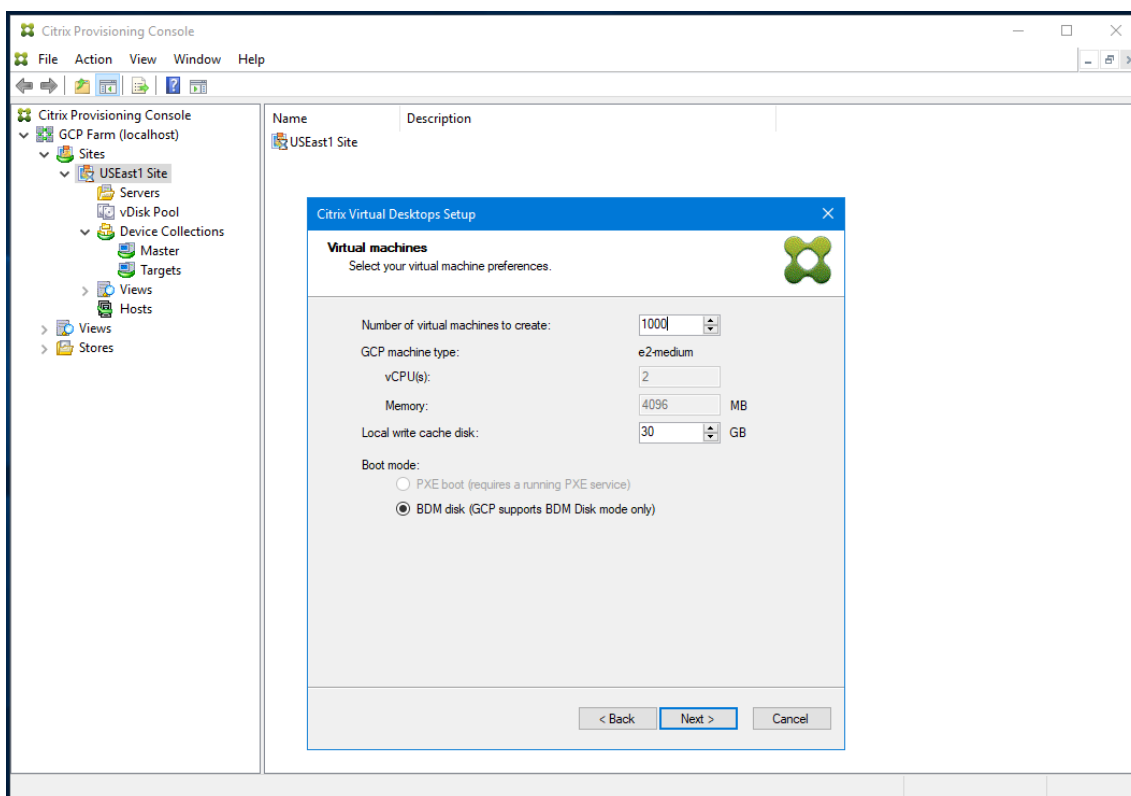 Citrix Provisioning Console
File Action View Window Help
Citrix Provisioning Console
GCP Farm (localhost)
Sites
USEast1 Site
Servers
vDisk Pool
Device Collections
Master
Targets
Views
Hosts
Views
Stores
Name Description
USEast1 Site
Citrix Virtual Desktops Setup
Virtual machines
Select your virtual machine preferences.
Number of virtual machines to create: 1000
GCP machine type: e2-medium
vCPU(s): 2
Memory: 4096 MB
Local write cache disk: 30 GB
Boot mode:
PXE boot (requires a running PXE service)
BDM disk (GCP supports BDM Disk mode only)
< Back Next > Cancel